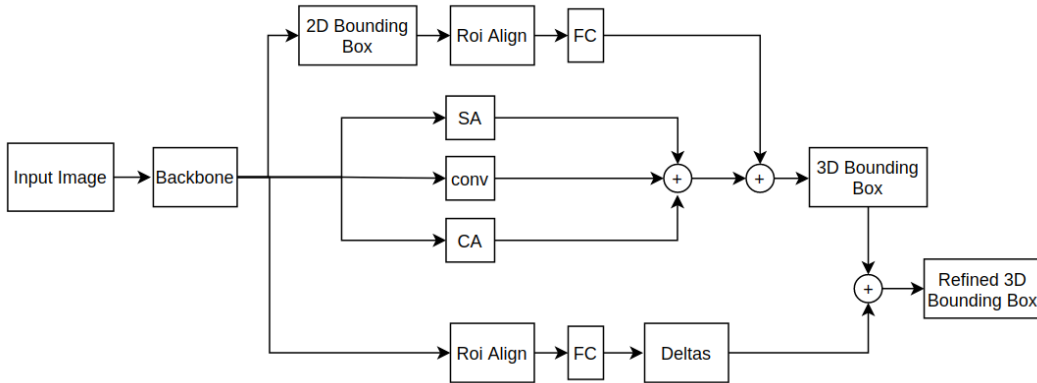 2D Bounding
Box
Roi Align
FC
SA
Input Image
Backbone
conv
+
+
3D Bounding
Box
CA
+
Refined 3D
Bounding Box
Roi Align
FC
Deltas